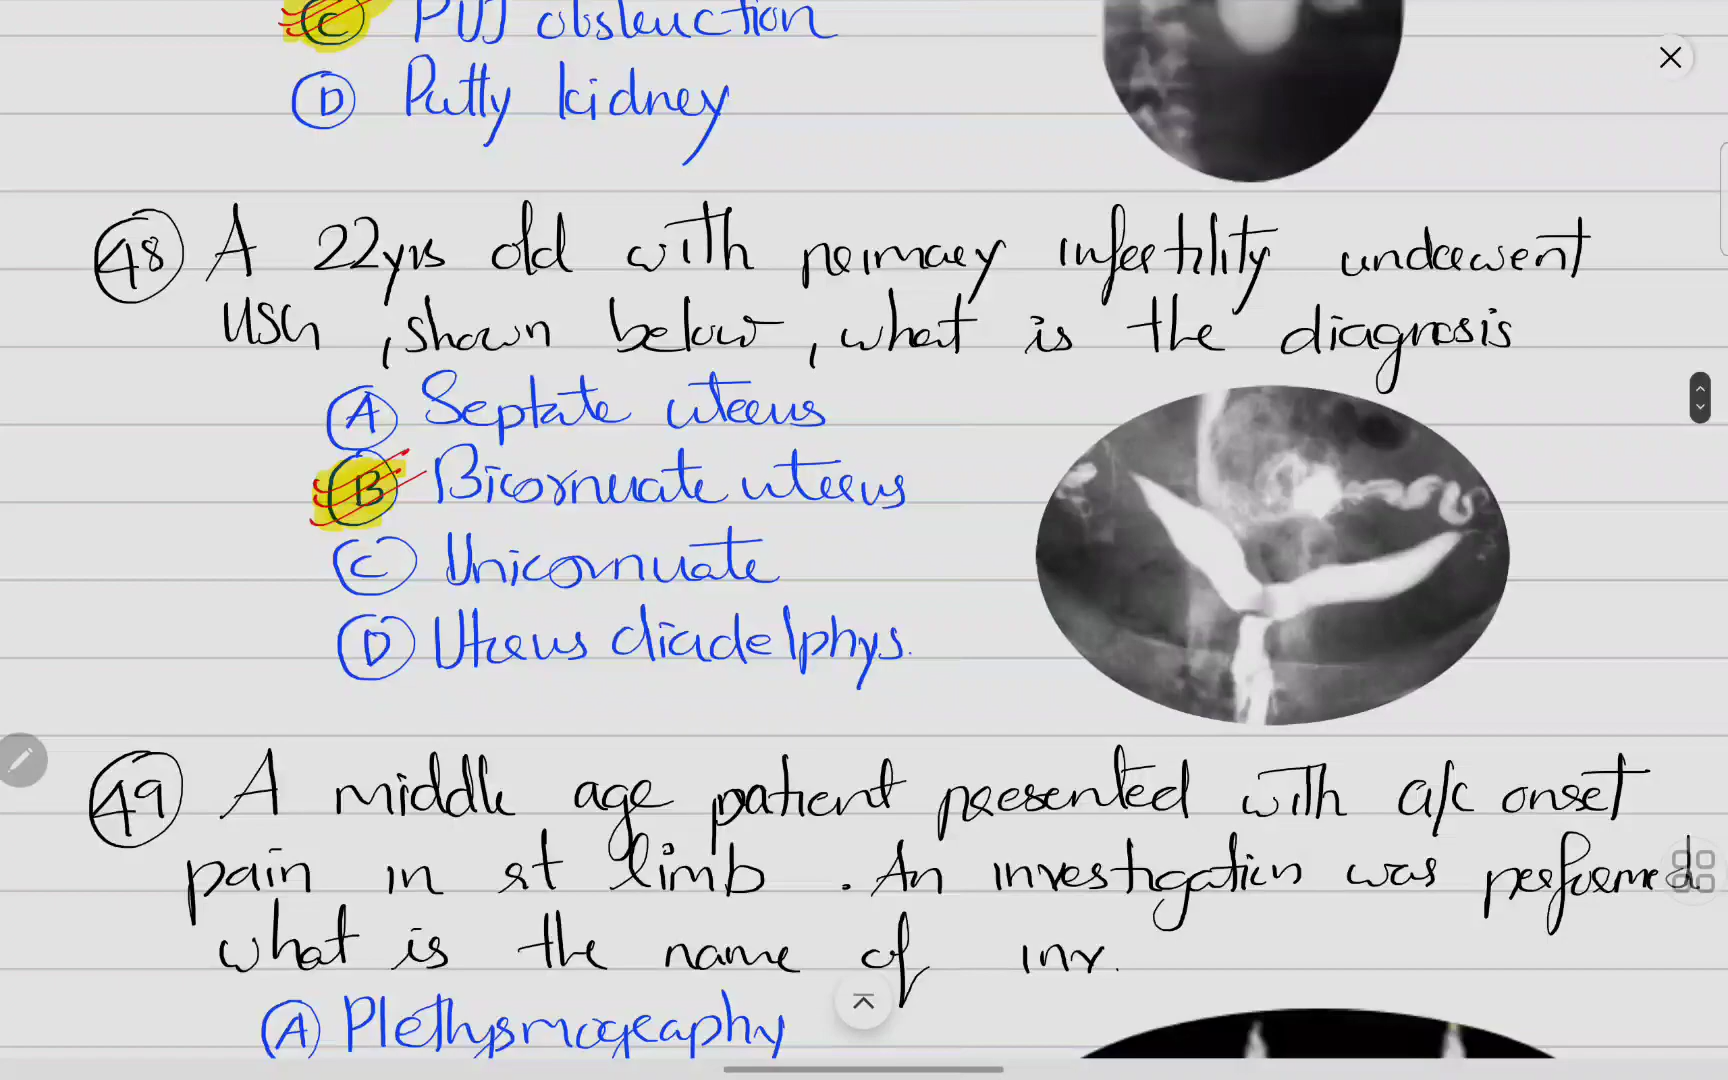 C PUJ obstruction
D Putty kidney
48 A 22yrs old with primary infertility underwent
USG, shown below, what is the diagnosis
A Septate uterus
B Bicornuate uterus
C Unicornuate
D Uterus diadelphys.
49 A middle age patient presented with a/c onset
pain in rt limb. An investigation was performed
what is the name of inv.
A Plethysmography